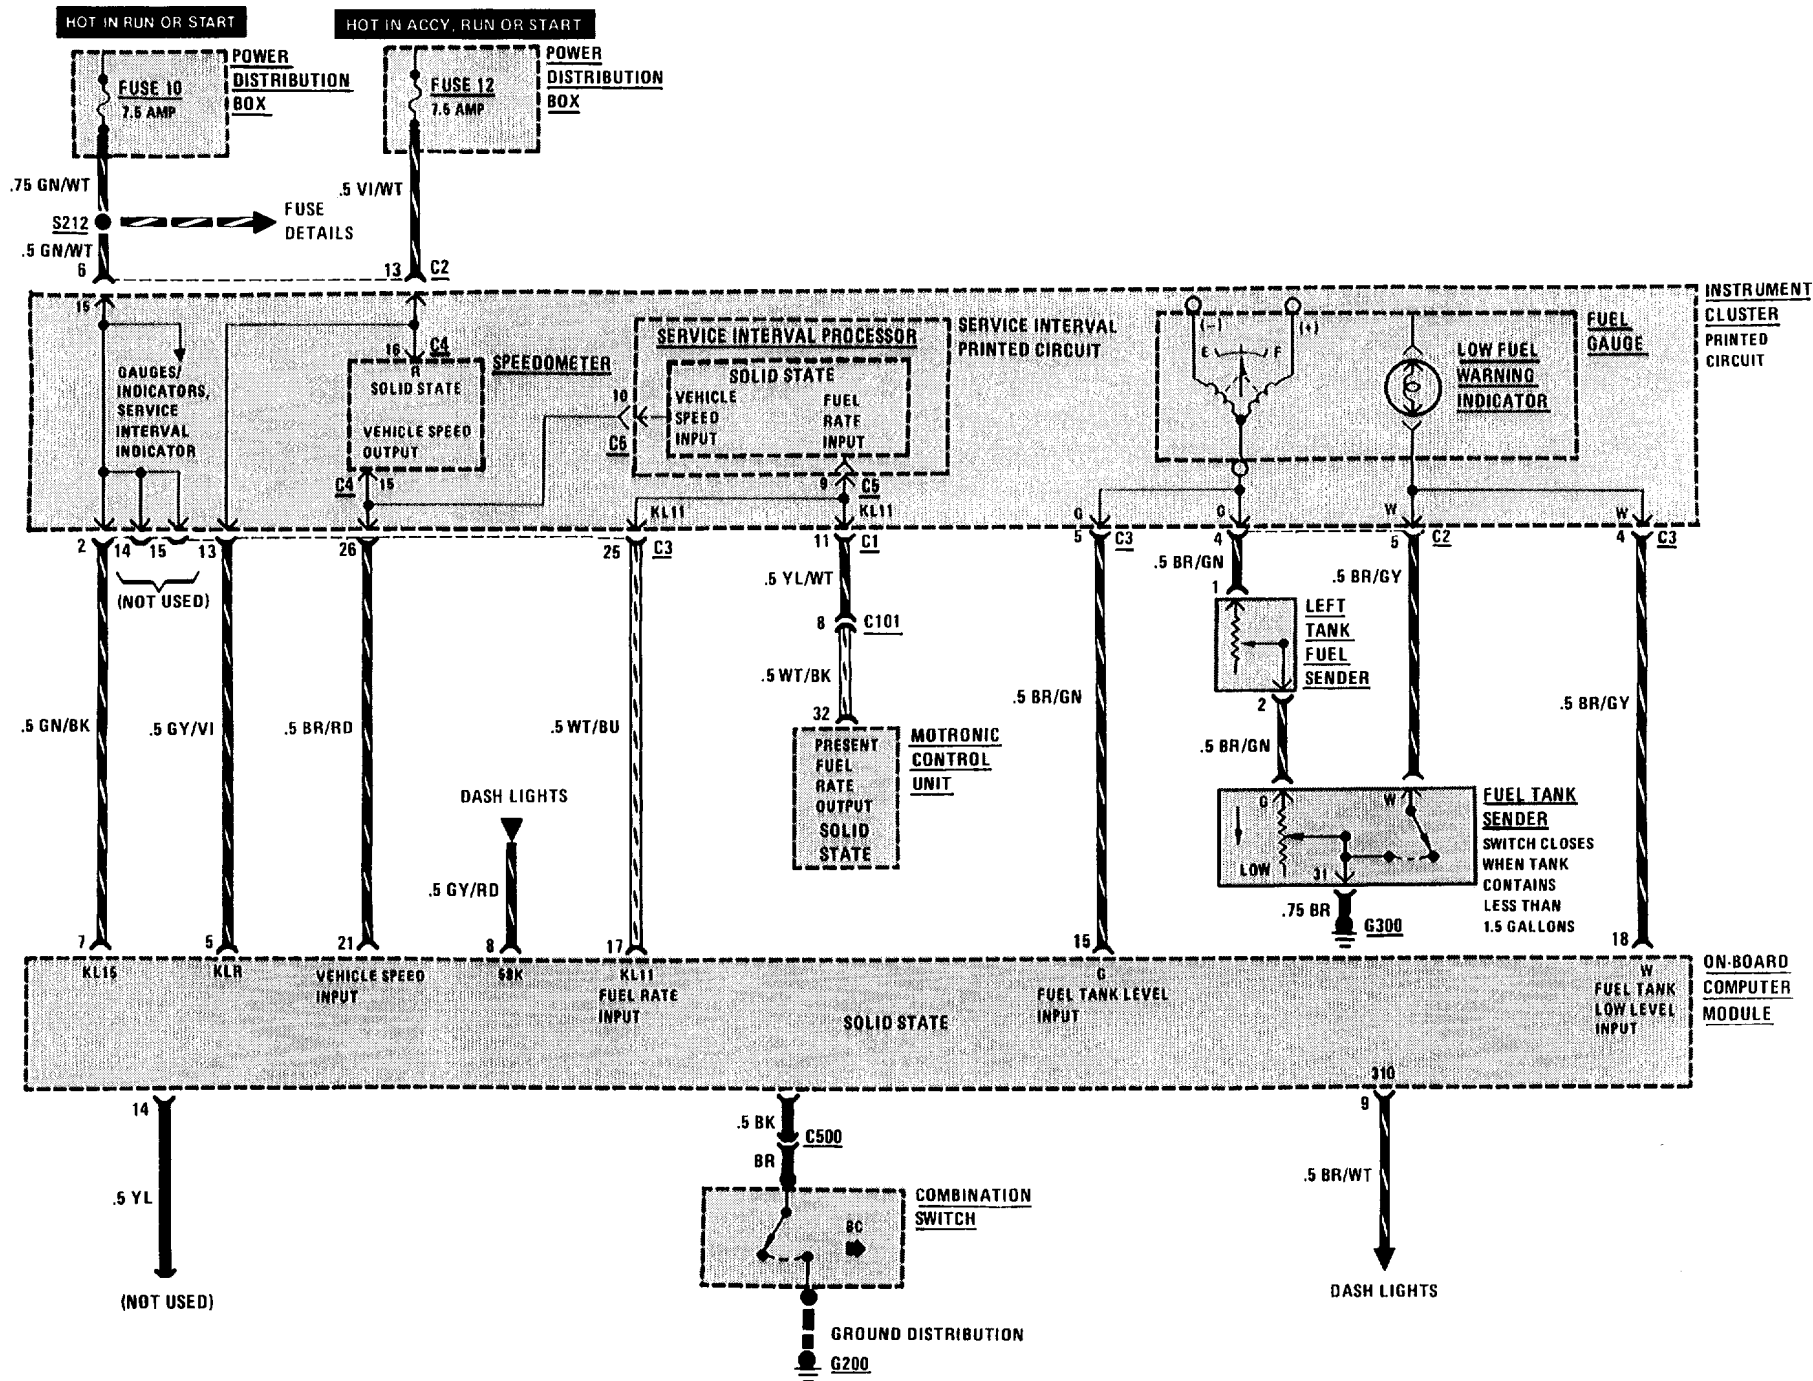 HOT IN RUN OR START
HOT IN ACCY, RUN OR START
FUSE 10
7.5 AMP
POWER
DISTRIBUTION
BOX
FUSE 12
7.5 AMP
POWER
DISTRIBUTION
BOX
.75 GN/WT
.5 VI/WT
S212
FUSE
DETAILS
.5 GN/WT
6
13
C2
INSTRUMENT
CLUSTER
PRINTED
CIRCUIT
15
16
C4
R
SOLID STATE
SPEEDOMETER
VEHICLE SPEED
OUTPUT
C4
15
GAUGES/
INDICATORS,
SERVICE
INTERVAL
INDICATOR
SERVICE INTERVAL PROCESSOR
SERVICE INTERVAL
PRINTED CIRCUIT
SOLID STATE
VEHICLE
SPEED
INPUT
FUEL
RATE
INPUT
10
C6
9
C5
KL11
KL11
(-)
(+)
E
F
FUEL
GAUGE
LOW FUEL
WARNING
INDICATOR
G
G
W
W
2
14
15
13
26
25
C3
11
C1
5
C3
4
5
C2
4
C3
(NOT USED)
.5 YL/WT
8
C101
.5 WT/BK
32
PRESENT
FUEL
RATE
OUTPUT
SOLID
STATE
MOTRONIC
CONTROL
UNIT
.5 BR/GN
1
LEFT
TANK
FUEL
SENDER
2
.5 BR/GN
.5 BR/GY
.5 GN/BK
.5 GY/VI
.5 BR/RD
.5 WT/BU
.5 BR/GN
.5 BR/GY
DASH LIGHTS
.5 GY/RD
G
W
LOW
31
FUEL TANK
SENDER
SWITCH CLOSES
WHEN TANK
CONTAINS
LESS THAN
1.5 GALLONS
.75 BR
G300
7
5
21
8
17
15
18
KL15
KLR
VEHICLE SPEED
INPUT
58K
KL11
FUEL RATE
INPUT
SOLID STATE
G
FUEL TANK LEVEL
INPUT
W
FUEL TANK
LOW LEVEL
INPUT
ON-BOARD
COMPUTER
MODULE
310
14
.5 YL
(NOT USED)
.5 BK
C500
BR
COMBINATION
SWITCH
BC
GROUND DISTRIBUTION
G200
9
.5 BR/WT
DASH LIGHTS